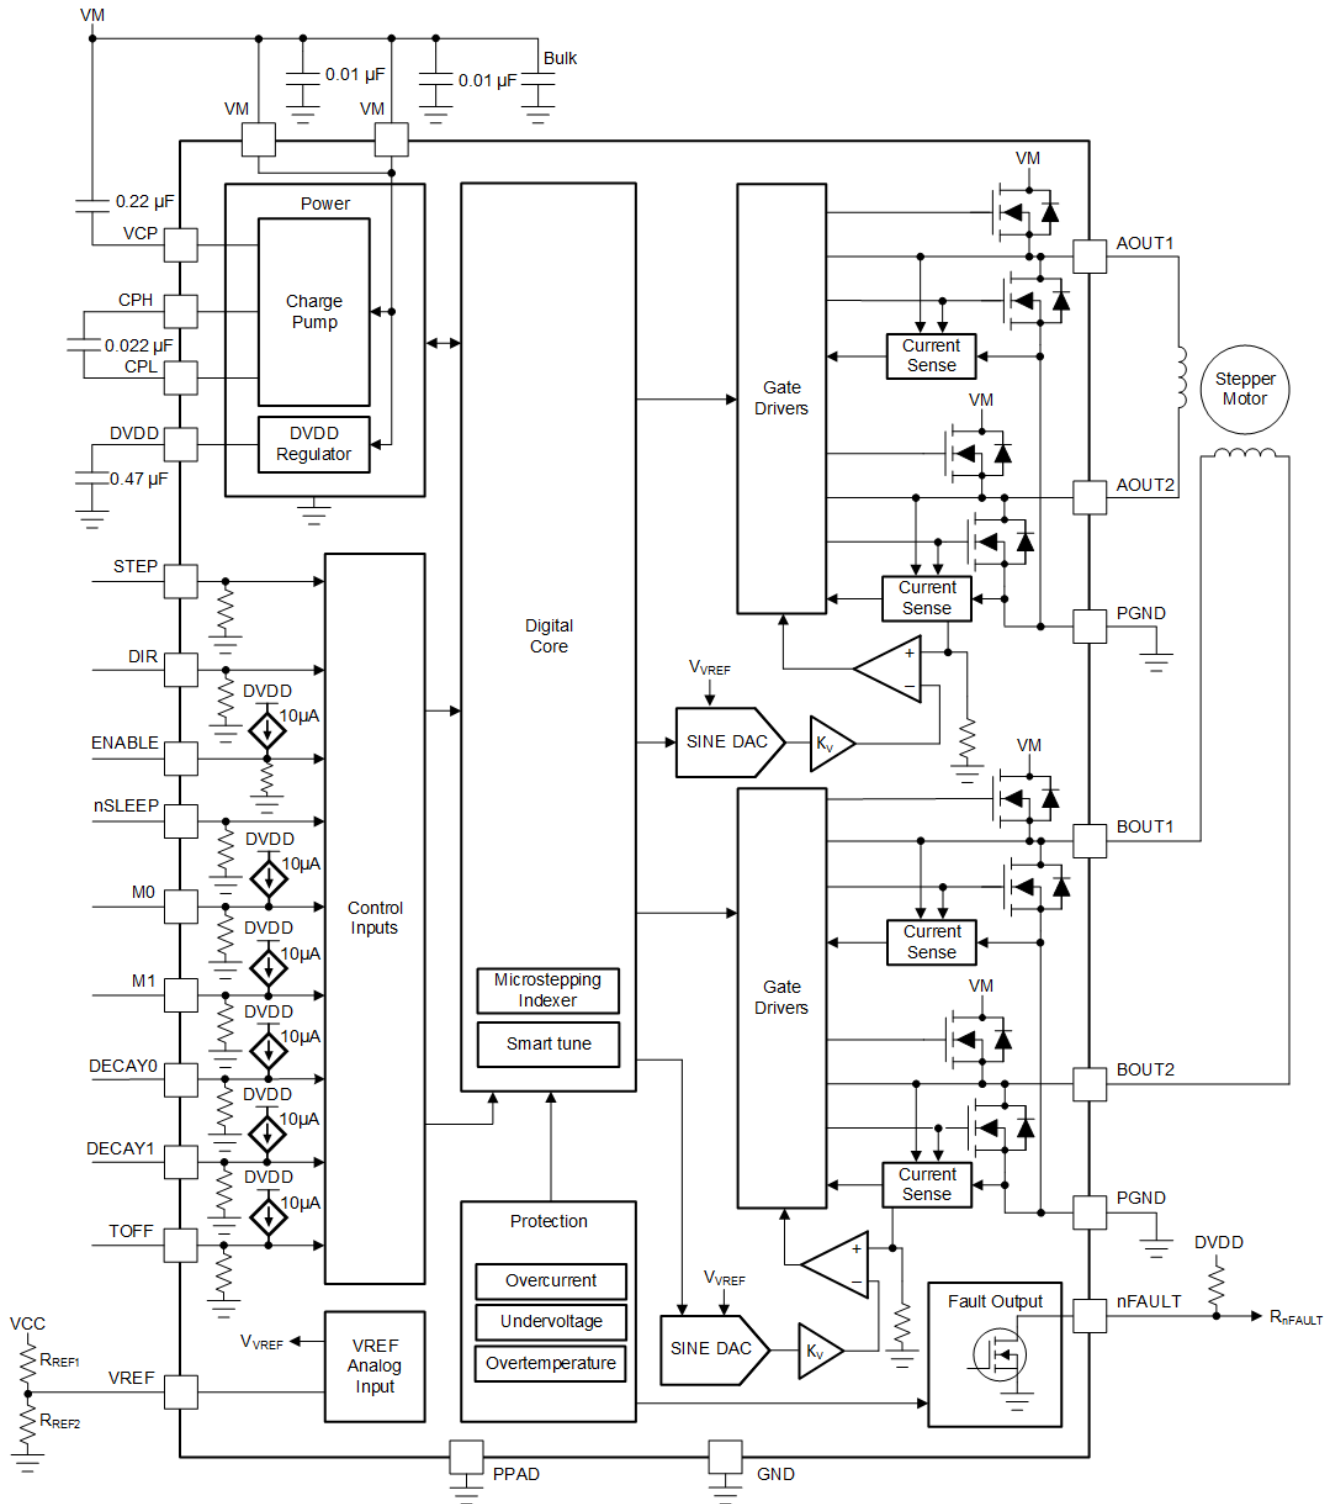 VM
0.01 µF
0.01 µF
Bulk
VM
VM
0.22 µF
VCP
CPH
0.022 µF
CPL
DVDD
0.47 µF
Power
Charge
Pump
DVDD
Regulator
STEP
DIR
DVDD
10µA
ENABLE
nSLEEP
DVDD
10µA
M0
DVDD
10µA
M1
DVDD
10µA
DECAY0
DVDD
10µA
DECAY1
DVDD
10µA
TOFF
Control
Inputs
VCC
RREF1
VREF
RREF2
VVREF
VREF
Analog
Input
Digital
Core
Microstepping
Indexer
Smart tune
Protection
Overcurrent
Undervoltage
Overtemperature
PPAD
GND
Gate
Drivers
VM
AOUT1
Current
Sense
VM
AOUT2
Current
Sense
PGND
Stepper
Motor
VVREF
SINE DAC
KV
+
−
Gate
Drivers
VM
BOUT1
Current
Sense
VM
BOUT2
Current
Sense
PGND
VVREF
SINE DAC
KV
+
−
Fault Output
nFAULT
DVDD
RnFAULT